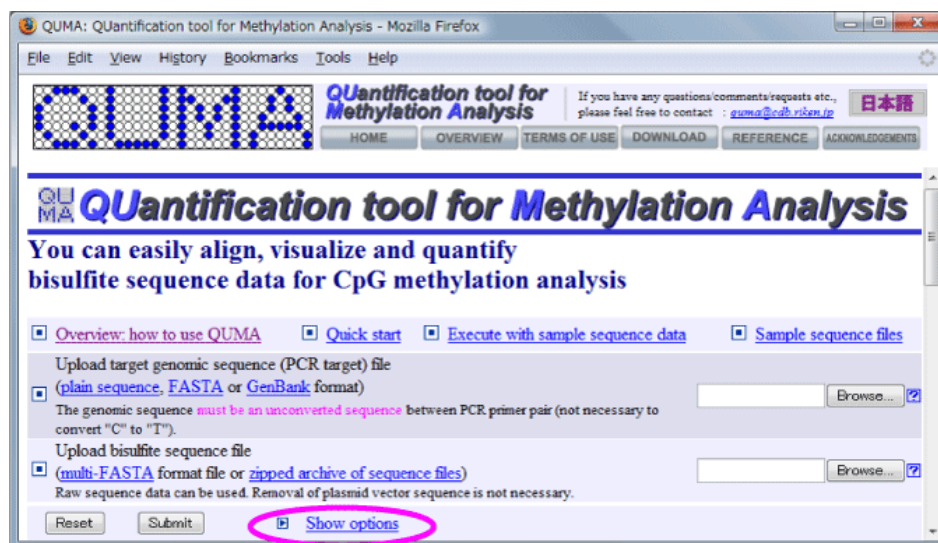 QUMA: QUantification tool for Methylation Analysis - Mozilla Firefox
File Edit View History Bookmarks Tools Help
QUMA
QUantification tool for
Methylation Analysis
If you have any questions/comments/requests etc.,
please feel free to contact : quma@cdb.riken.jp
日本語
HOME OVERVIEW TERMS OF USE DOWNLOAD REFERENCE ACKNOWLEDGEMENTS
QUMA QUantification tool for Methylation Analysis
You can easily align, visualize and quantify
bisulfite sequence data for CpG methylation analysis
Overview: how to use QUMA Quick start Execute with sample sequence data Sample sequence files
Upload target genomic sequence (PCR target) file
(plain sequence, FASTA or GenBank format)
Browse... ?
The genomic sequence must be an unconverted sequence between PCR primer pair (not necessary to
convert "C" to "T").
Upload bisulfite sequence file
(multi-FASTA format file or zipped archive of sequence files)
Browse... ?
Raw sequence data can be used. Removal of plasmid vector sequence is not necessary.
Reset Submit Show options